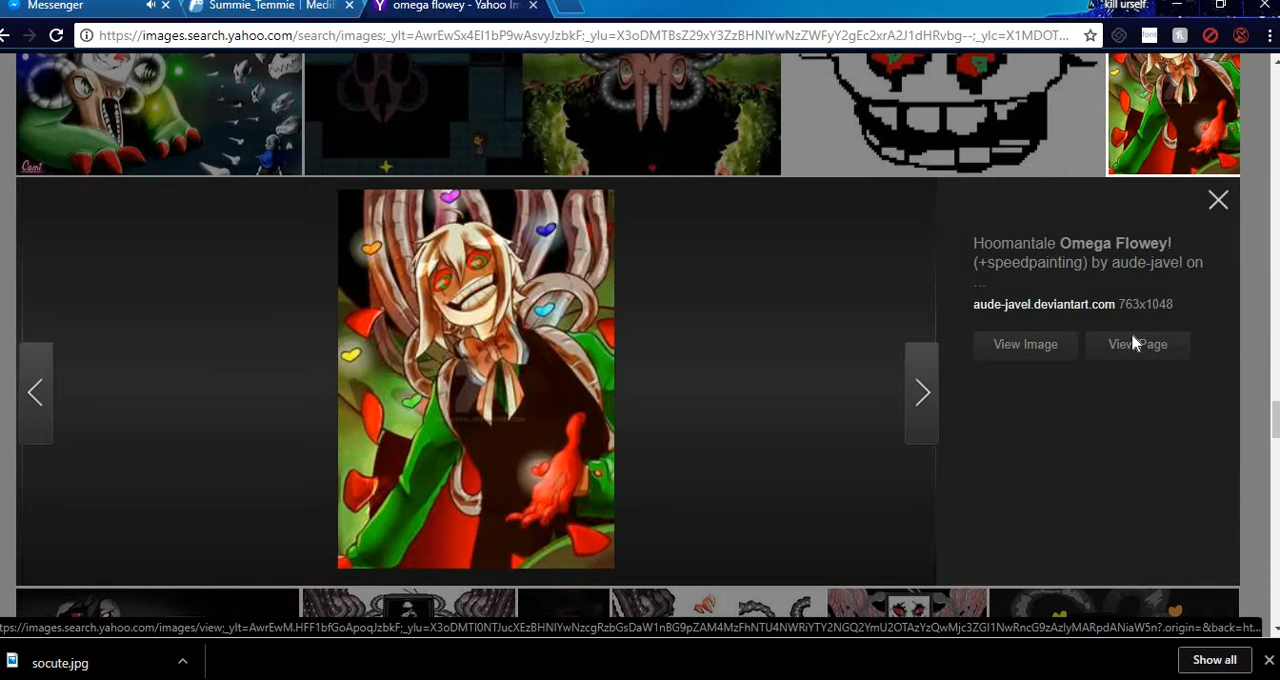 Messenger
Summie_Temmie | Medi
omega flowey - Yahoo Im
kill urself.
https://images.search.yahoo.com/search/images;_ylt=AwrEwSx4El1bP9wAsvyJzbkF;_ylu=X3oDMTBsZ29xY3ZzBHNlYwNzZWFyY2gEc2xrA2J1dHRvbg--;_ylc=X1MDOT...
font
Cami
Hoomantale Omega Flowey!
(+speedpainting) by aude-javel on
...
aude-javel.deviantart.com 763x1048
View Image
View Page
socute.jpg
Show all